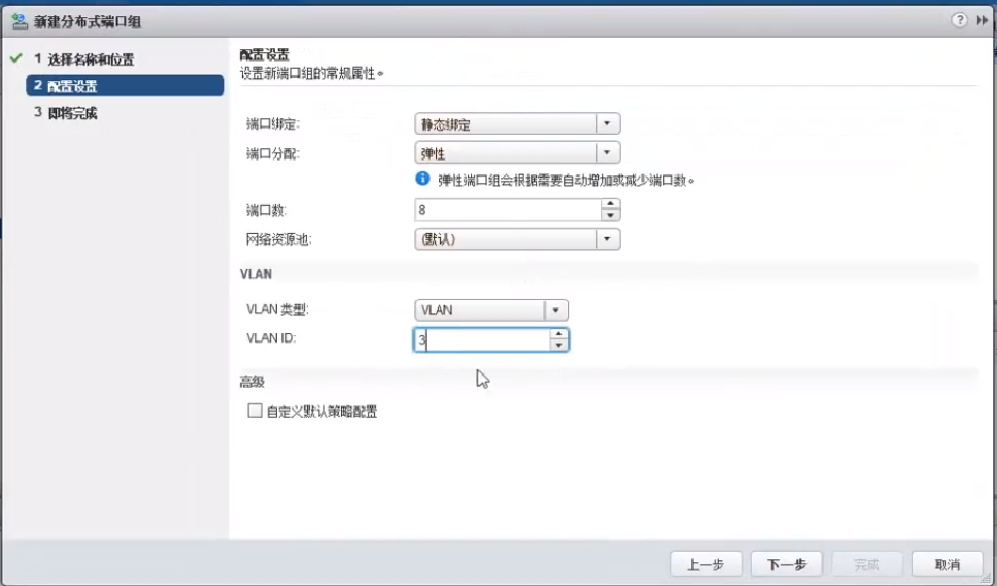 新建分布式端口组
?
1 选择名称和位置
2 配置设置
3 即将完成
配置设置
设置新端口组的常规属性。
端口绑定: 静态绑定
端口分配: 弹性
弹性端口组会根据需要自动增加或减少端口数。
端口数: 8
网络资源池: (默认)
VLAN
VLAN 类型: VLAN
VLAN ID: 3
高级
自定义默认策略配置
上一步 下一步 完成 取消